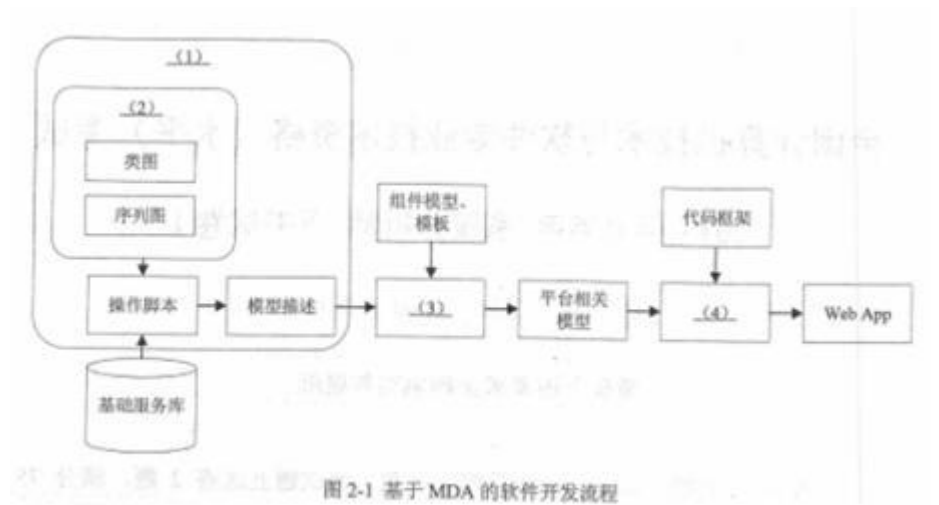 （1）
（2）
类图
序列图
操作脚本
模型描述
基础服务库
组件模型、
模板
（3）
平台相关
模型
代码框架
（4）
Web App
图 2-1 基于 MDA 的软件开发流程